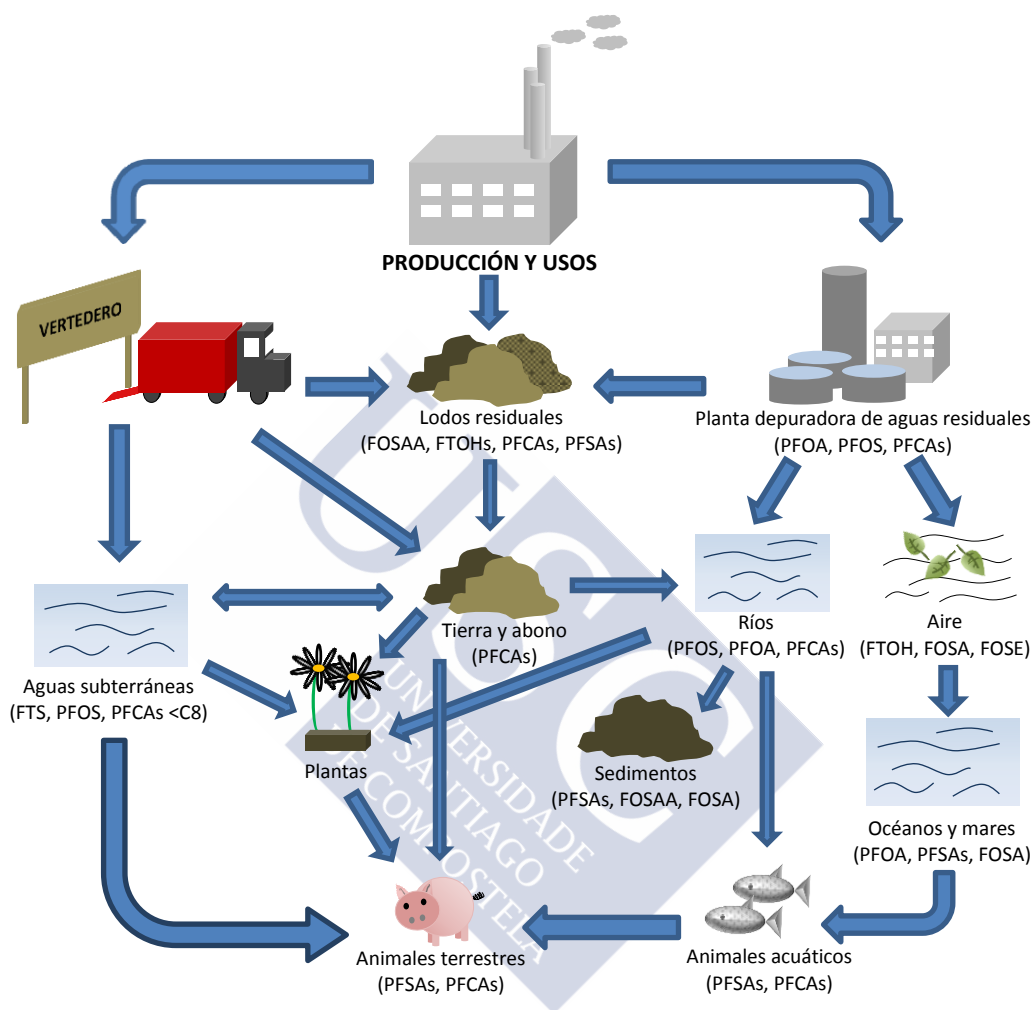 PRODUCCIÓN Y USOS
VERTEDERO
Lodos residuales
(FOSAA, FTOHs, PFCAs, PFSAs)
Planta depuradora de aguas residuales
(PFOA, PFOS, PFCAs)
Tierra y abono
(PFCAs)
Ríos
(PFOS, PFOA, PFCAs)
Aire
(FTOH, FOSA, FOSE)
Aguas subterráneas
(FTS, PFOS, PFCAs <C8)
Plantas
Sedimentos
(PFSAs, FOSAA, FOSA)
Océanos y mares
(PFOA, PFSAs, FOSA)
Animales terrestres
(PFSAs, PFCAs)
Animales acuáticos
(PFSAs, PFCAs)
USC
UNIVERSIDADE
DE SANTIAGO
DE COMPOSTELA